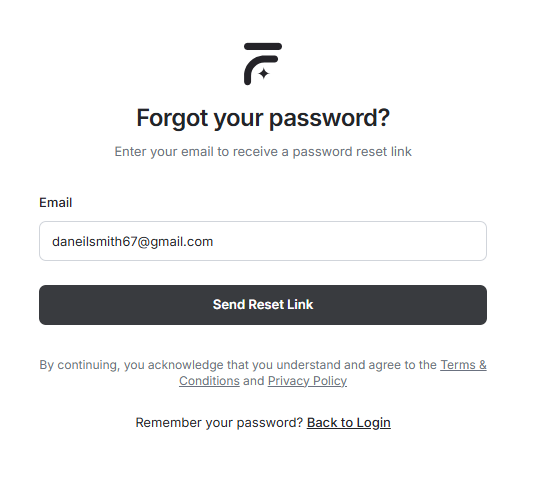 Forgot your password?
Enter your email to receive a password reset link
Email
daneilsmith67@gmail.com
Send Reset Link
By continuing, you acknowledge that you understand and agree to the Terms &
Conditions and Privacy Policy
Remember your password? Back to Login